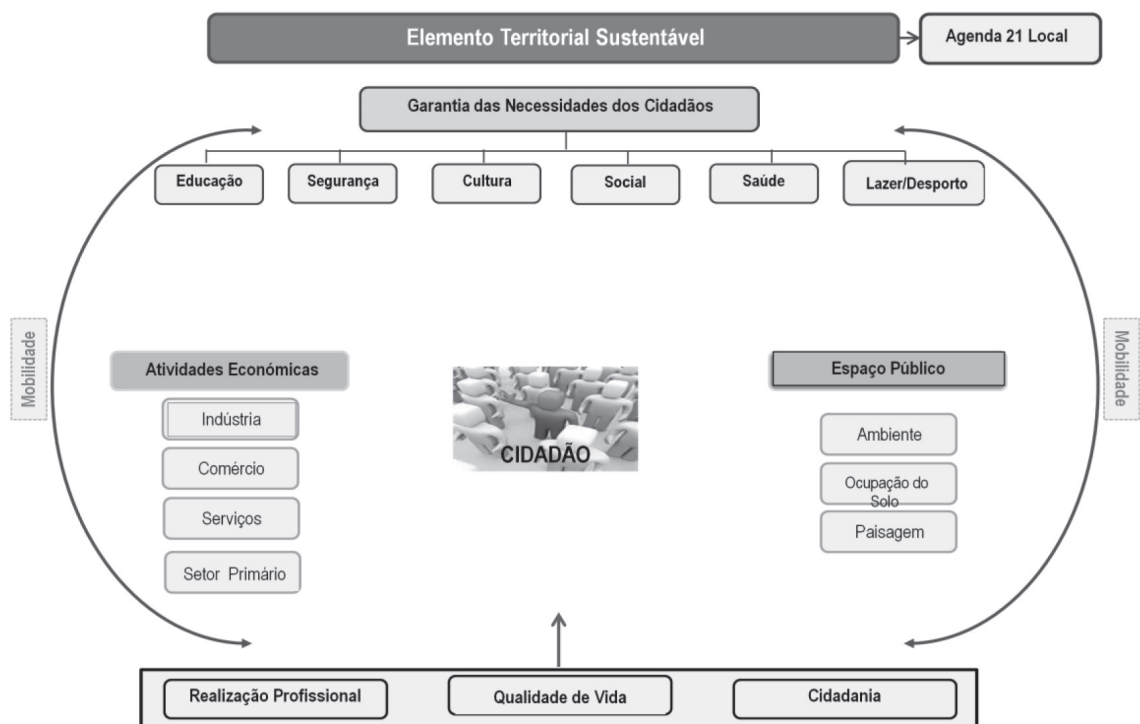 Elemento Territorial Sustentável
Agenda 21 Local
Garantia das Necessidades dos Cidadãos
Educação
Segurança
Cultura
Social
Saúde
Lazer/Desporto
Mobilidade
Mobilidade
Atividades Económicas
Indústria
Comércio
Serviços
Setor Primário
CIDADÃO
Espaço Público
Ambiente
Ocupação do
Solo
Paisagem
Realização Profissional
Qualidade de Vida
Cidadania